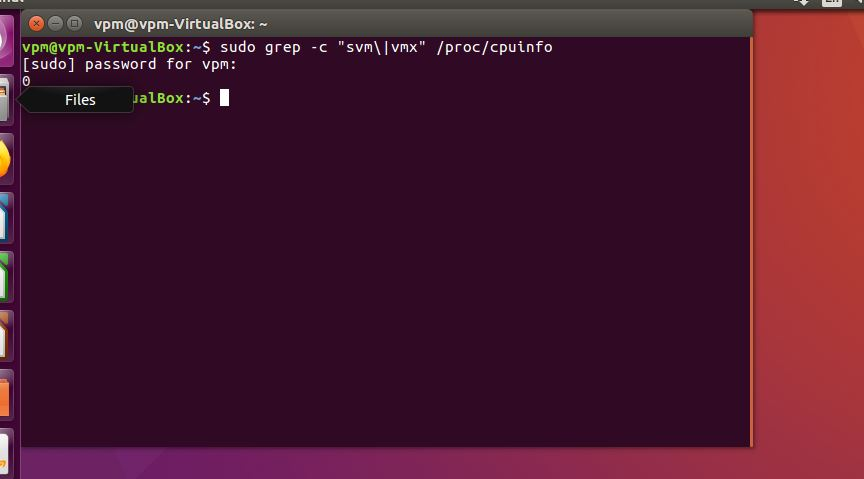 vpm@vpm-VirtualBox: ~
vpm@vpm-VirtualBox:~$ sudo grep -c "svm\|vmx" /proc/cpuinfo
[sudo] password for vpm:
0
Files
ualBox:~$